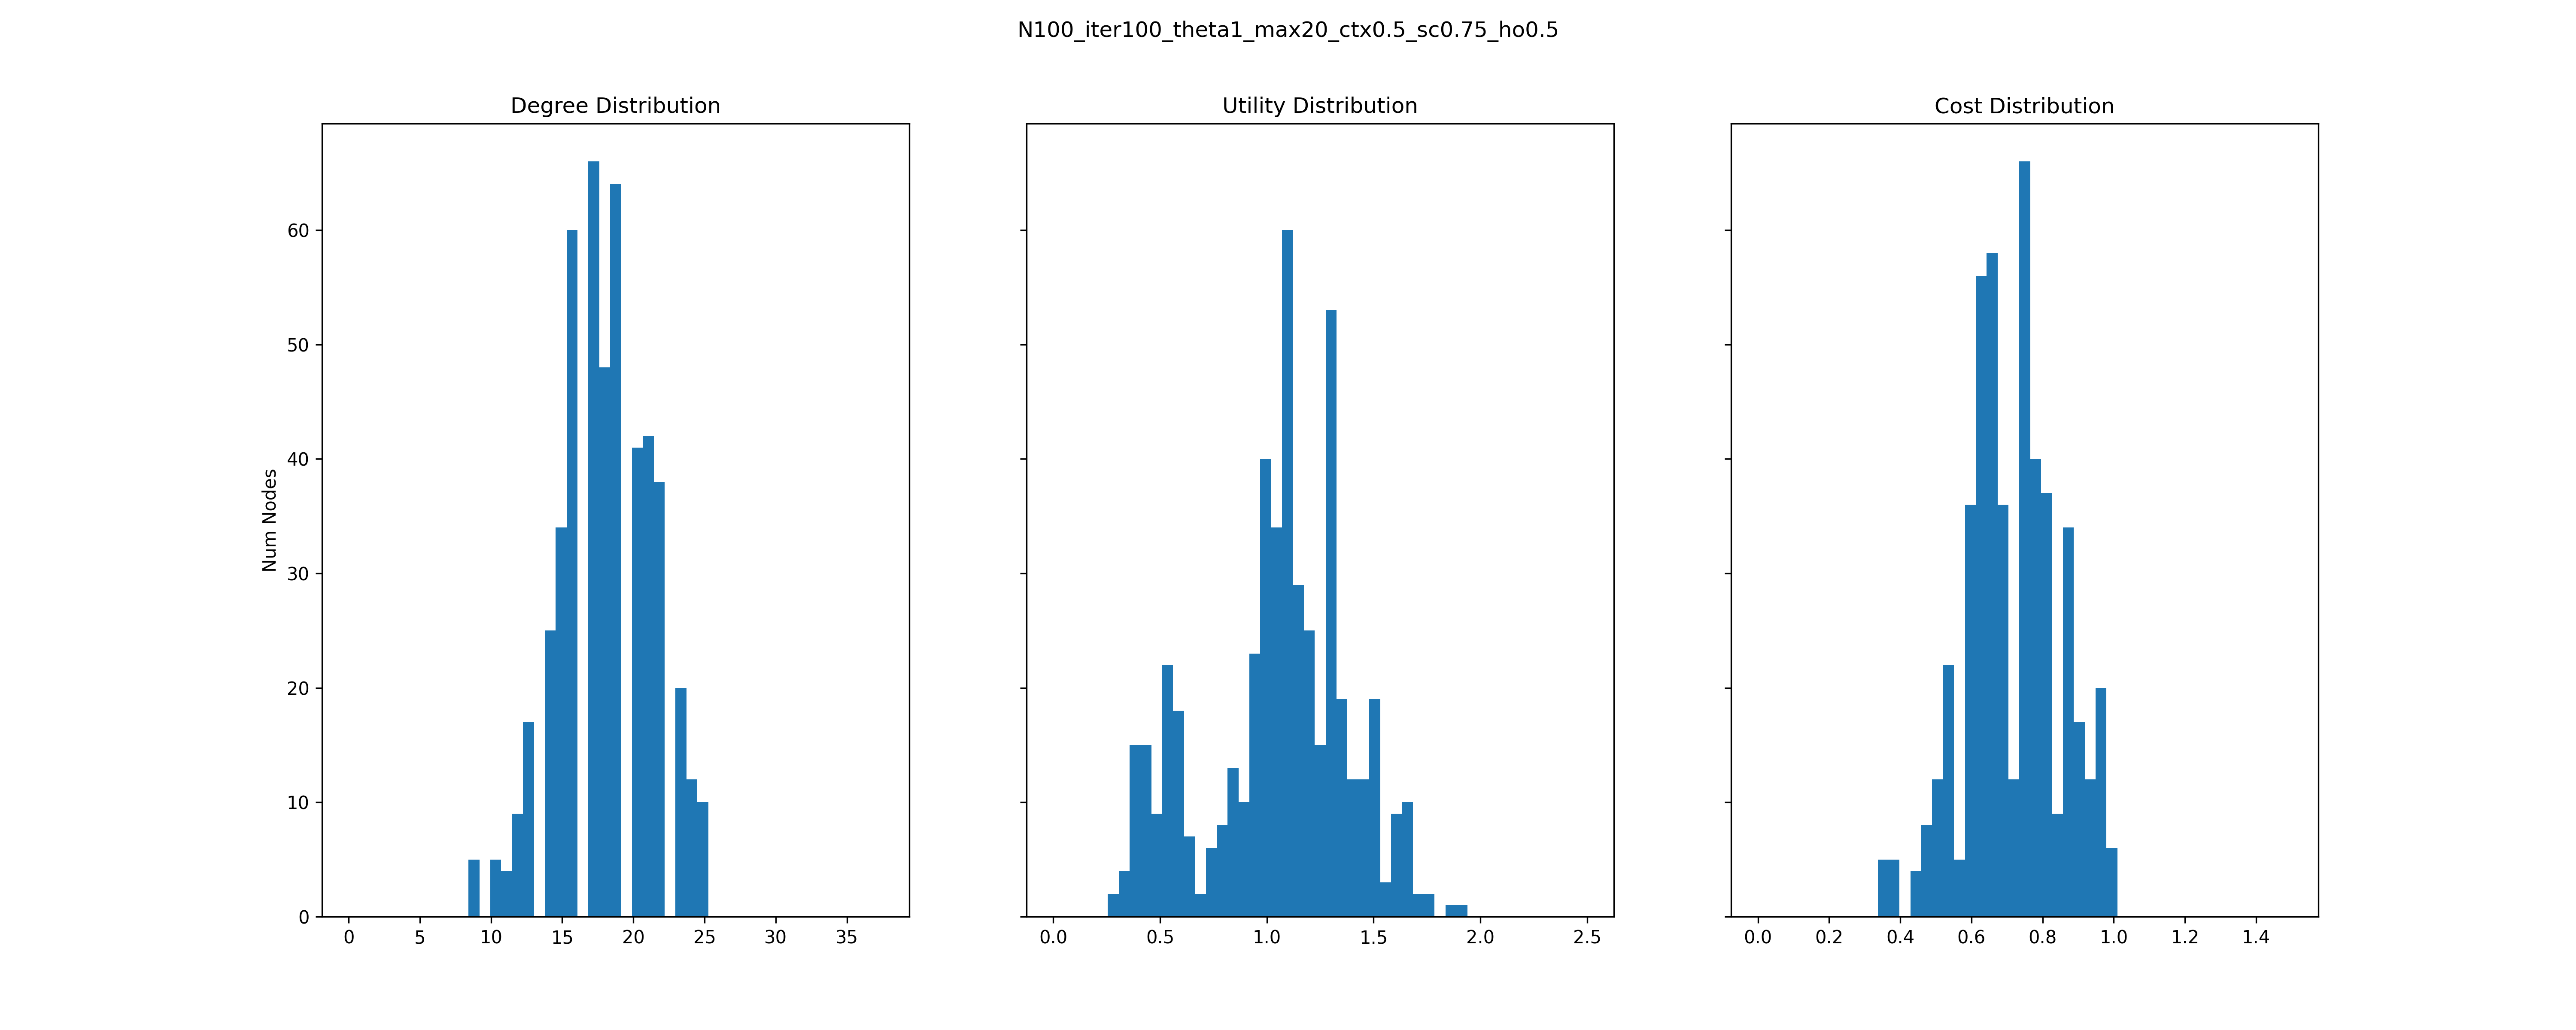 N100_iter100_theta1_max20_ctx0.5_sc0.75_ho0.5
Degree Distribution
Num Nodes
60
50
40
30
20
10
0
0 5 10 15 20 25 30 35
Utility Distribution
0.0 0.5 1.0 1.5 2.0 2.5
Cost Distribution
0.0 0.2 0.4 0.6 0.8 1.0 1.2 1.4